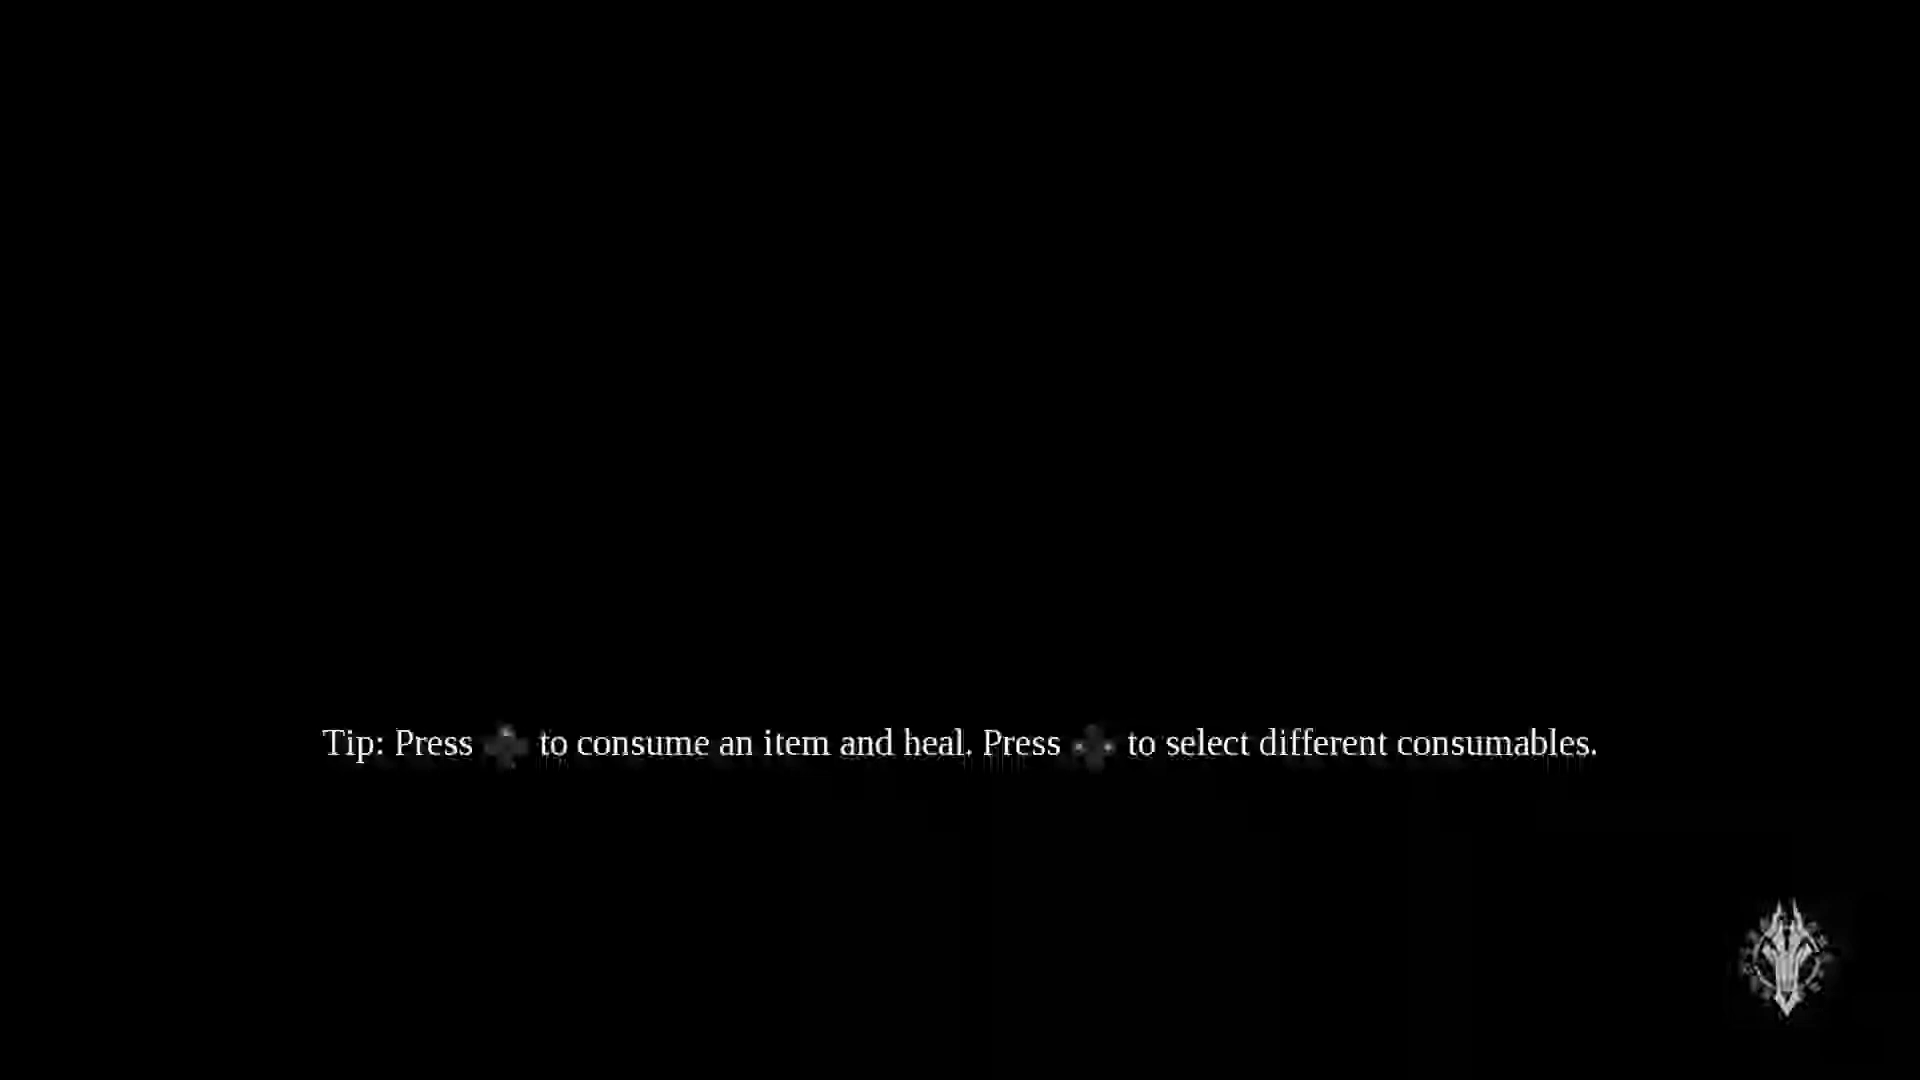 Tip: Press to consume an item and heal. Press to select different consumables.